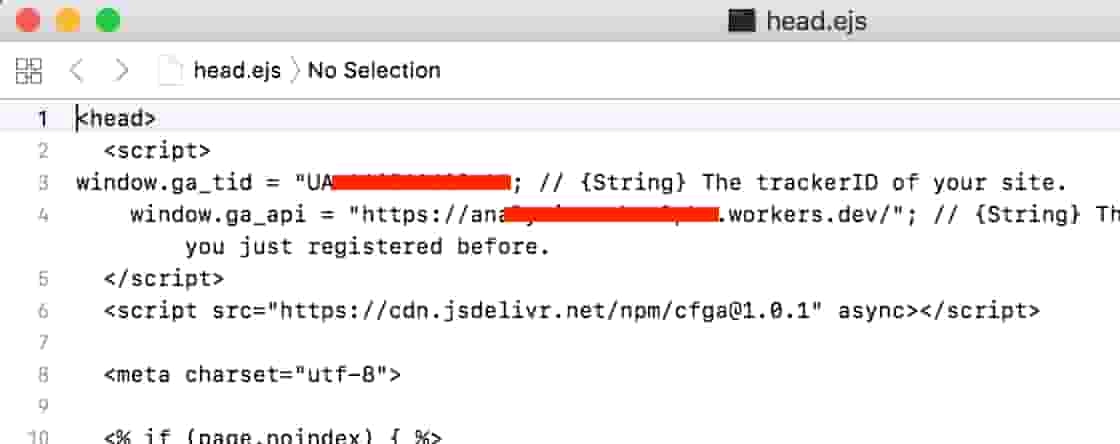 head.ejs
head.ejs 〉No Selection
1 <head>
2 <script>
3 window.ga_tid = "UA ; // {String} The trackerID of your site.
4 window.ga_api = "https://ana .workers.dev/"; // {String} Th
you just registered before.
5 </script>
6 <script src="https://cdn.jsdelivr.net/npm/cfga@1.0.1" async></script>
7
8 <meta charset="utf-8">
9
10 <% if (page.noindex) { %>